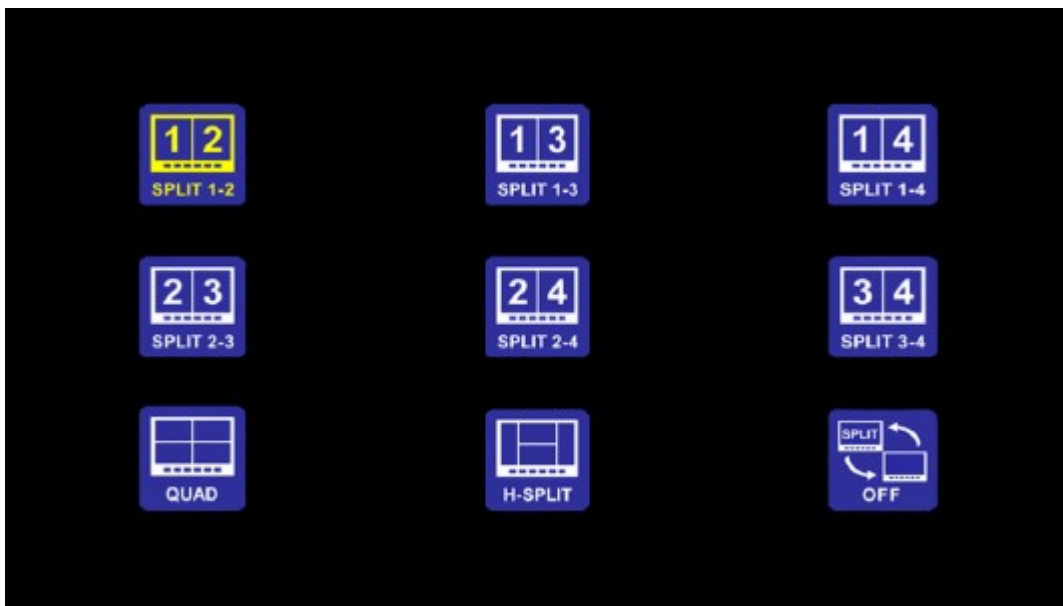 1 2
SPLIT 1-2
1 3
SPLIT 1-3
1 4
SPLIT 1-4
2 3
SPLIT 2-3
2 4
SPLIT 2-4
3 4
SPLIT 3-4
QUAD
H-SPLIT
SPLIT
OFF